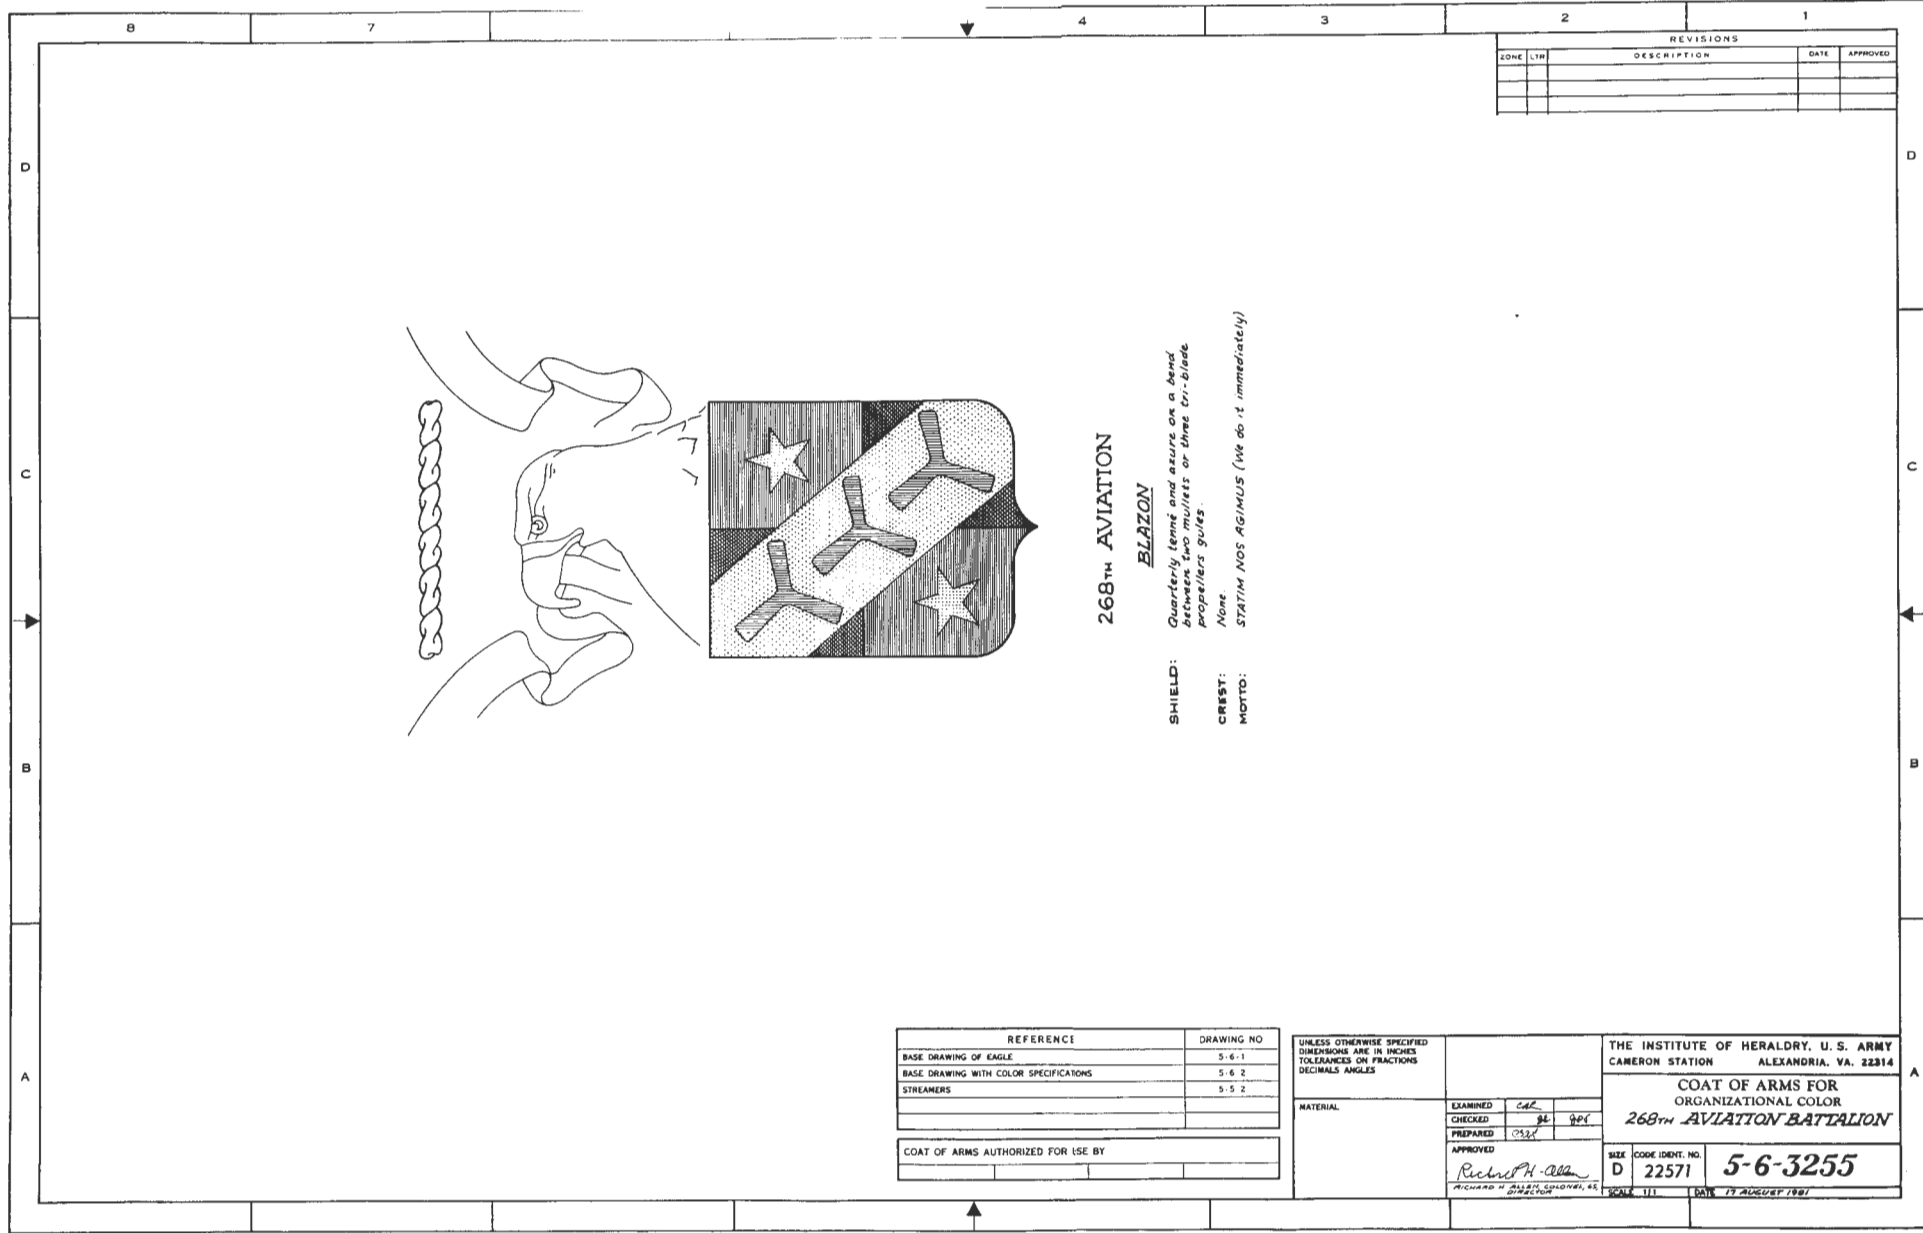 8 7 4 3 2 1
REVISIONS
ZONE LTR DESCRIPTION DATE APPROVED
D D
C C
B B
A A
268TH AVIATION
BLAZON
SHIELD: Quarterly tenné and azure on a bend
between two mullets or three tri-blade
propellers gules.
CREST: None.
MOTTO: STATIM NOS AGIMUS (We do it immediately)
REFERENCE DRAWING NO
BASE DRAWING OF EAGLE 5-6-1
BASE DRAWING WITH COLOR SPECIFICATIONS 5-6 2
STREAMERS 5-5 2
COAT OF ARMS AUTHORIZED FOR USE BY
UNLESS OTHERWISE SPECIFIED
DIMENSIONS ARE IN INCHES
TOLERANCES ON FRACTIONS
DECIMALS ANGLES
MATERIAL
EXAMINED
CHECKED
PREPARED
APPROVED
Richard H. Allen
RICHARD H ALLEN, COLONEL, GS
DIRECTOR
THE INSTITUTE OF HERALDRY, U. S. ARMY
CAMERON STATION ALEXANDRIA, VA. 22314
COAT OF ARMS FOR
ORGANIZATIONAL COLOR
268TH AVIATION BATTALION
SIZE CODE IDENT. NO.
D 22571 5-6-3255
SCALE 1:1 DATE 17 AUGUST 1981